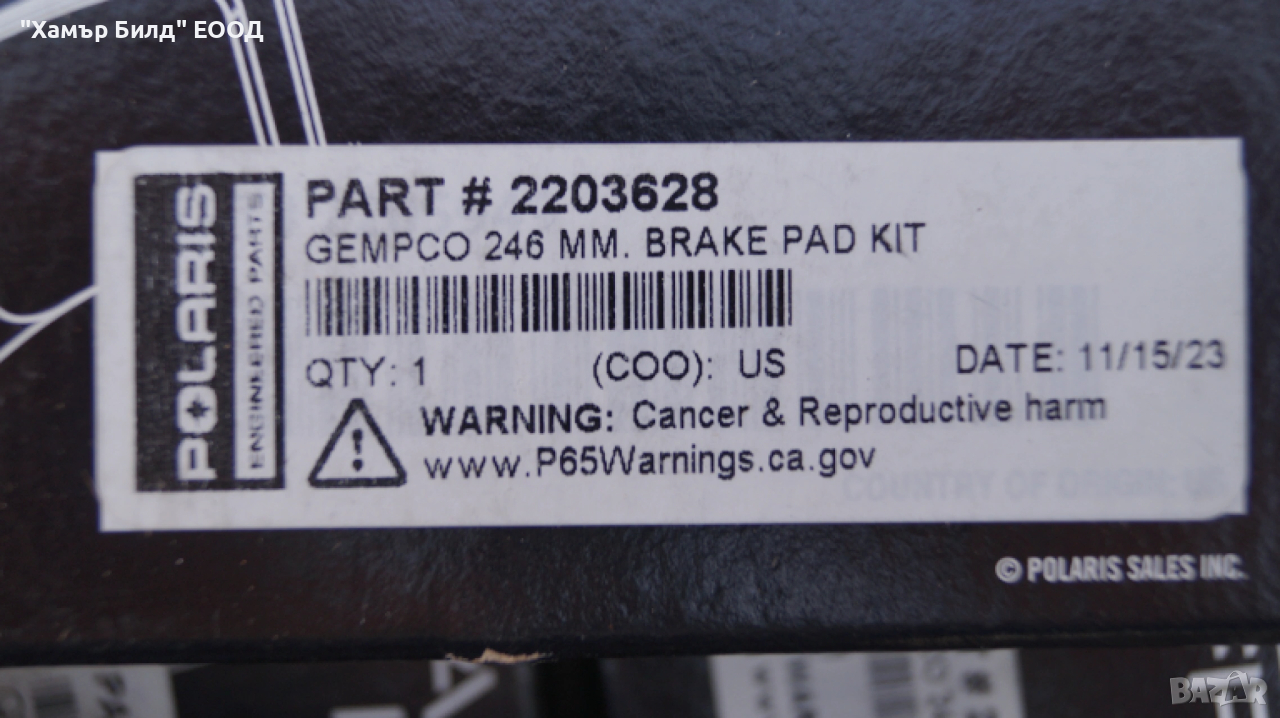 "Хамър Билд" ЕООД
POLARIS
ENGINEERED PARTS
PART # 2203628
GEMPCO 246 MM. BRAKE PAD KIT
QTY: 1 (COO): US DATE: 11/15/23
WARNING: Cancer & Reproductive harm
www.P65Warnings.ca.gov
COUNTRY OF ORIGIN: US
© POLARIS SALES INC.
BAZAR